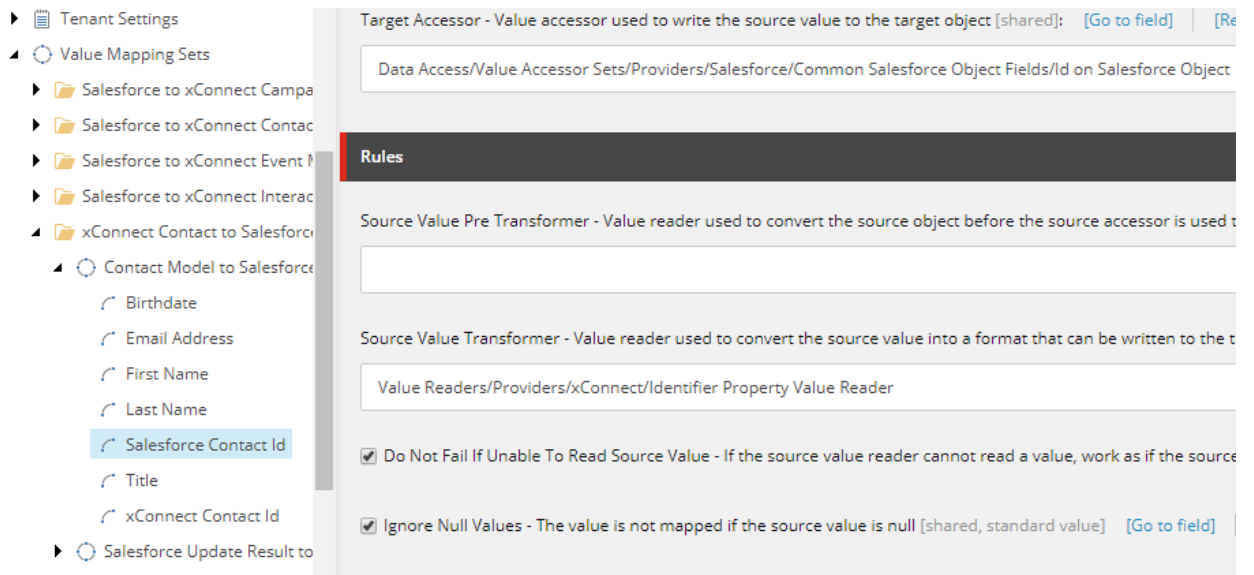 Tenant Settings
Value Mapping Sets
Salesforce to xConnect Campa
Salesforce to xConnect Contac
Salesforce to xConnect Event
Salesforce to xConnect Interac
xConnect Contact to Salesforc
Contact Model to Salesforce
Birthdate
Email Address
First Name
Last Name
Salesforce Contact Id
Title
xConnect Contact Id
Salesforce Update Result to
Target Accessor - Value accessor used to write the source value to the target object [shared]: [Go to field] [Re
Data Access/Value Accessor Sets/Providers/Salesforce/Common Salesforce Object Fields/Id on Salesforce Object
Rules
Source Value Pre Transformer - Value reader used to convert the source object before the source accessor is used t
Source Value Transformer - Value reader used to convert the source value into a format that can be written to the t
Value Readers/Providers/xConnect/Identifier Property Value Reader
Do Not Fail If Unable To Read Source Value - If the source value reader cannot read a value, work as if the source
Ignore Null Values - The value is not mapped if the source value is null [shared, standard value] [Go to field]